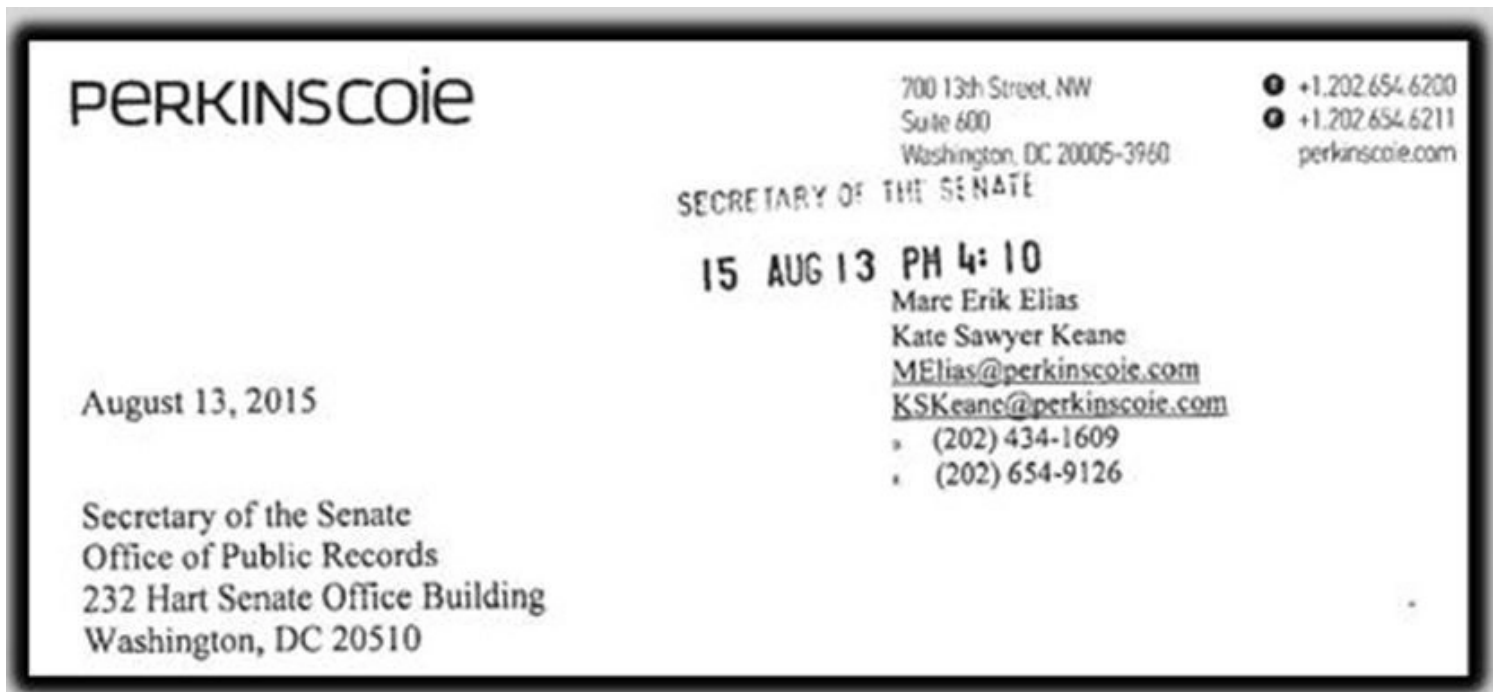 PERKINSCOIE
700 13th Street, NW
Suite 600
Washington, DC 20005-3960
+1.202.654.6200
+1.202.654.6211
perkinscoie.com
SECRETARY OF THE SENATE
15 AUG 13 PM 4: 10
Marc Erik Elias
Kate Sawyer Keane
MElias@perkinscoie.com
KSKeane@perkinscoie.com
(202) 434-1609
(202) 654-9126
August 13, 2015
Secretary of the Senate
Office of Public Records
232 Hart Senate Office Building
Washington, DC 20510